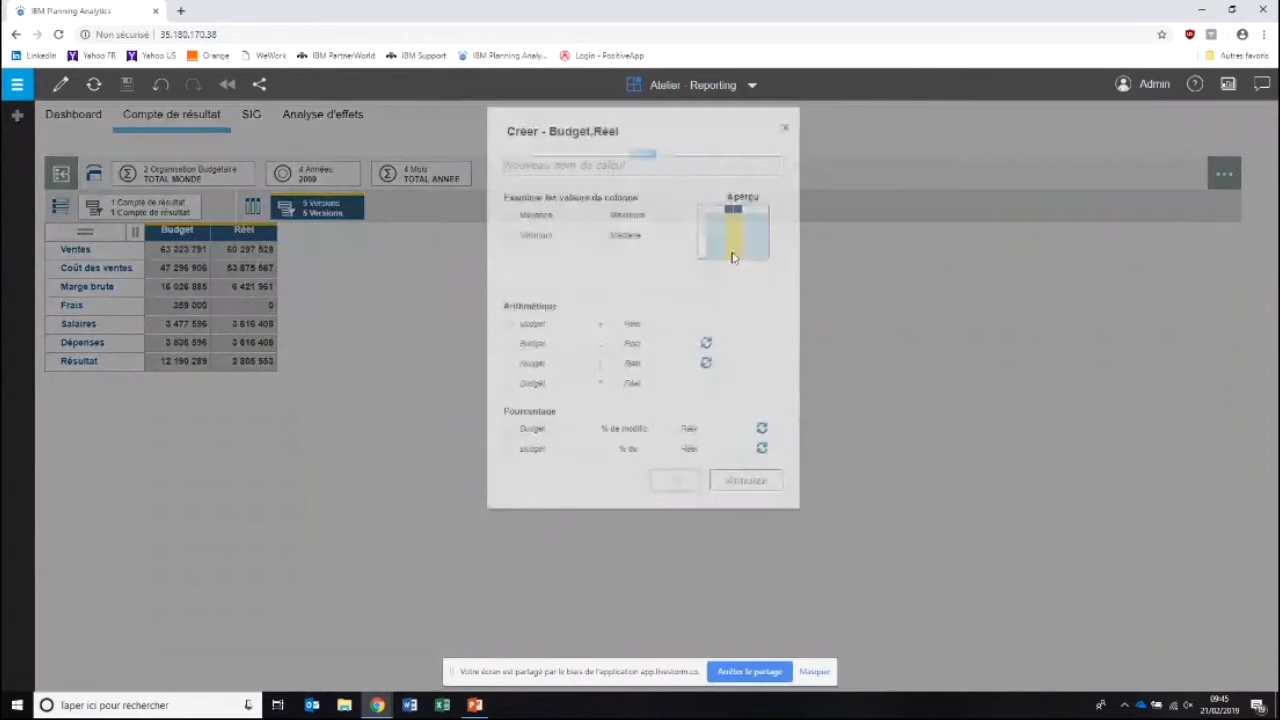 IBM Planning Analytics
Non sécurisé 35.180.170.38
LinkedIn Yahoo FR Yahoo US Orange WeWork IBM PartnerWorld IBM Support IBM Planning Analy... Login - PositiveApp Autres favoris
Atelier - Reporting Admin
Dashboard Compte de résultat SIG Analyse d'effets
Créer - Budget,Réel
Nouveau nom de calcul
2 Organisation Budgétaire
TOTAL MONDE
4 Années
2009
4 Mois
TOTAL ANNEE
1 Compte de résultat
1 Compte de résultat
5 Versions
5 Versions
Examiner les valeurs de colonne Aperçu
Minimum Médiane
Budget Réel
Ventes 63 323 791 60 297 529
Coût des ventes 47 296 906
Marge brute 16 026 885 6 421 961
Frais 359 000 0
Salaires 3 477 596 3 616 408
Dépenses 3 836 596 3 616 408
Résultat 12 190 289 2 805 553
Arithmétique
Budget + Réel
Budget - Réel
Budget / Réel
Budget * Réel
Pourcentage
Budget % de modific Réel
Budget % de Réel
Annuler
Votre écran est partagé par le biais de l'application app.livestorm.co. Arrêter le partage Masquer
Taper ici pour rechercher
09:45
21/02/2019